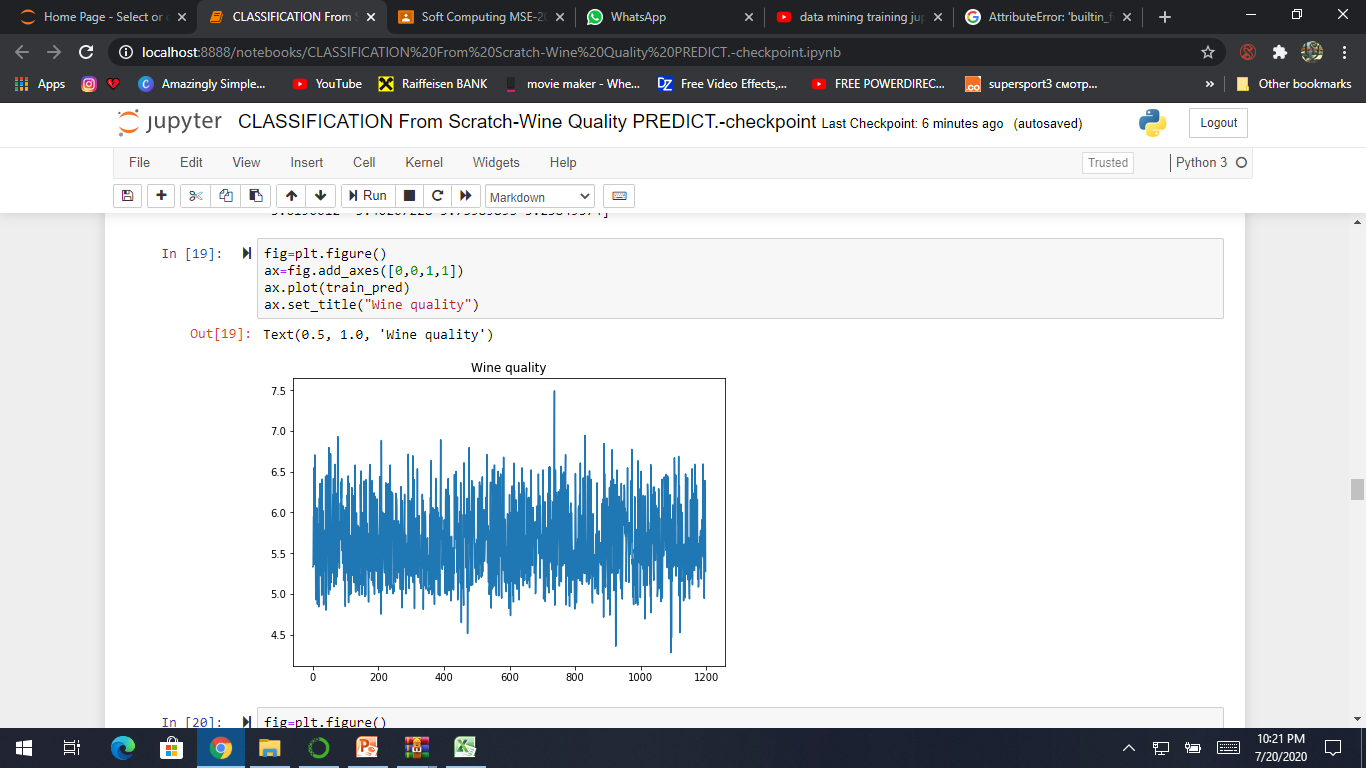 Home Page - Select or
CLASSIFICATION From
Soft Computing MSE-2
WhatsApp
data mining training ju
AttributeError: 'builtin_f
localhost:8888/notebooks/CLASSIFICATION%20From%20Scratch-Wine%20Quality%20PREDICT.-checkpoint.ipynb
Apps
Amazingly Simple...
YouTube
Raiffeisen BANK
movie maker - Whe...
Free Video Effects,...
FREE POWERDIREC...
supersport3 смотр...
»
Other bookmarks
jupyter CLASSIFICATION From Scratch-Wine Quality PREDICT.-checkpoint Last Checkpoint: 6 minutes ago (autosaved)
Logout
File Edit View Insert Cell Kernel Widgets Help
Trusted
Python 3
Run
Markdown
In [19]:
fig=plt.figure()
ax=fig.add_axes([0,0,1,1])
ax.plot(train_pred)
ax.set_title("Wine quality")
Out[19]: Text(0.5, 1.0, 'Wine quality')
Wine quality
7.5
7.0
6.5
6.0
5.5
5.0
4.5
0 200 400 600 800 1000 1200
In [20]: fig=plt.figure()
10:21 PM
7/20/2020